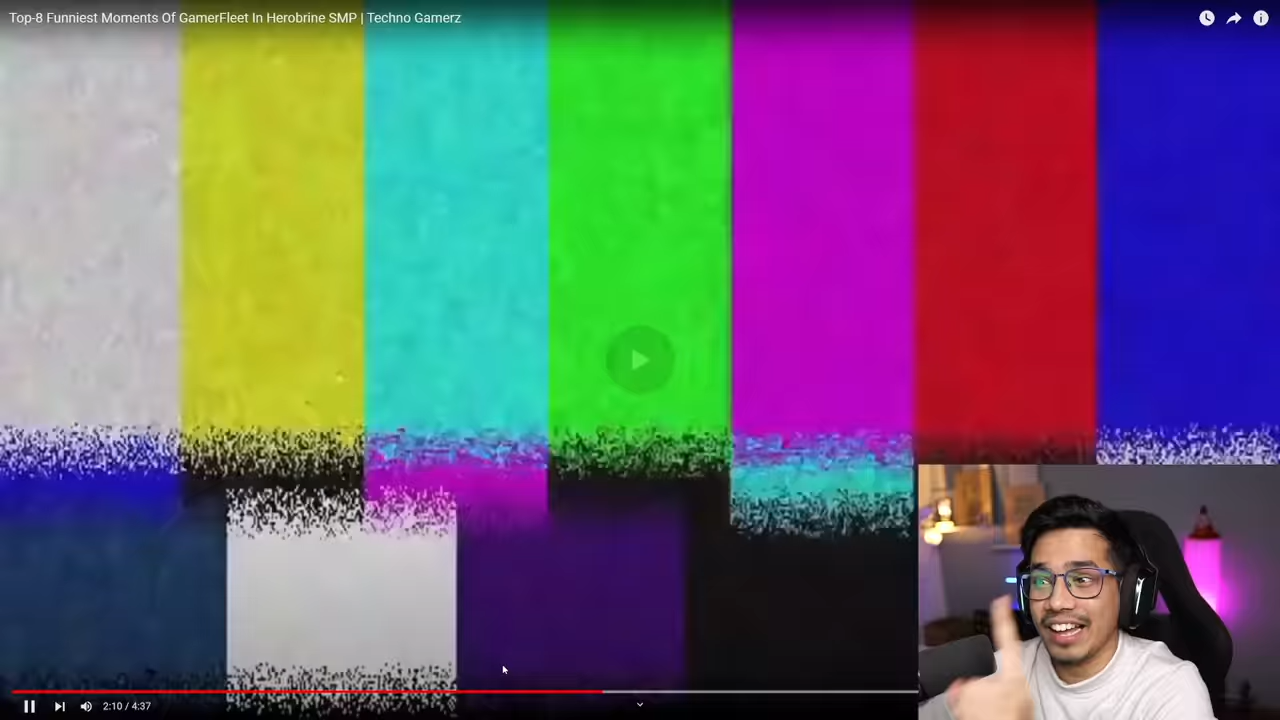 Top-8 Funniest Moments Of GamerFleet In Herobrine SMP | Techno Gamerz
2:10 / 4:37